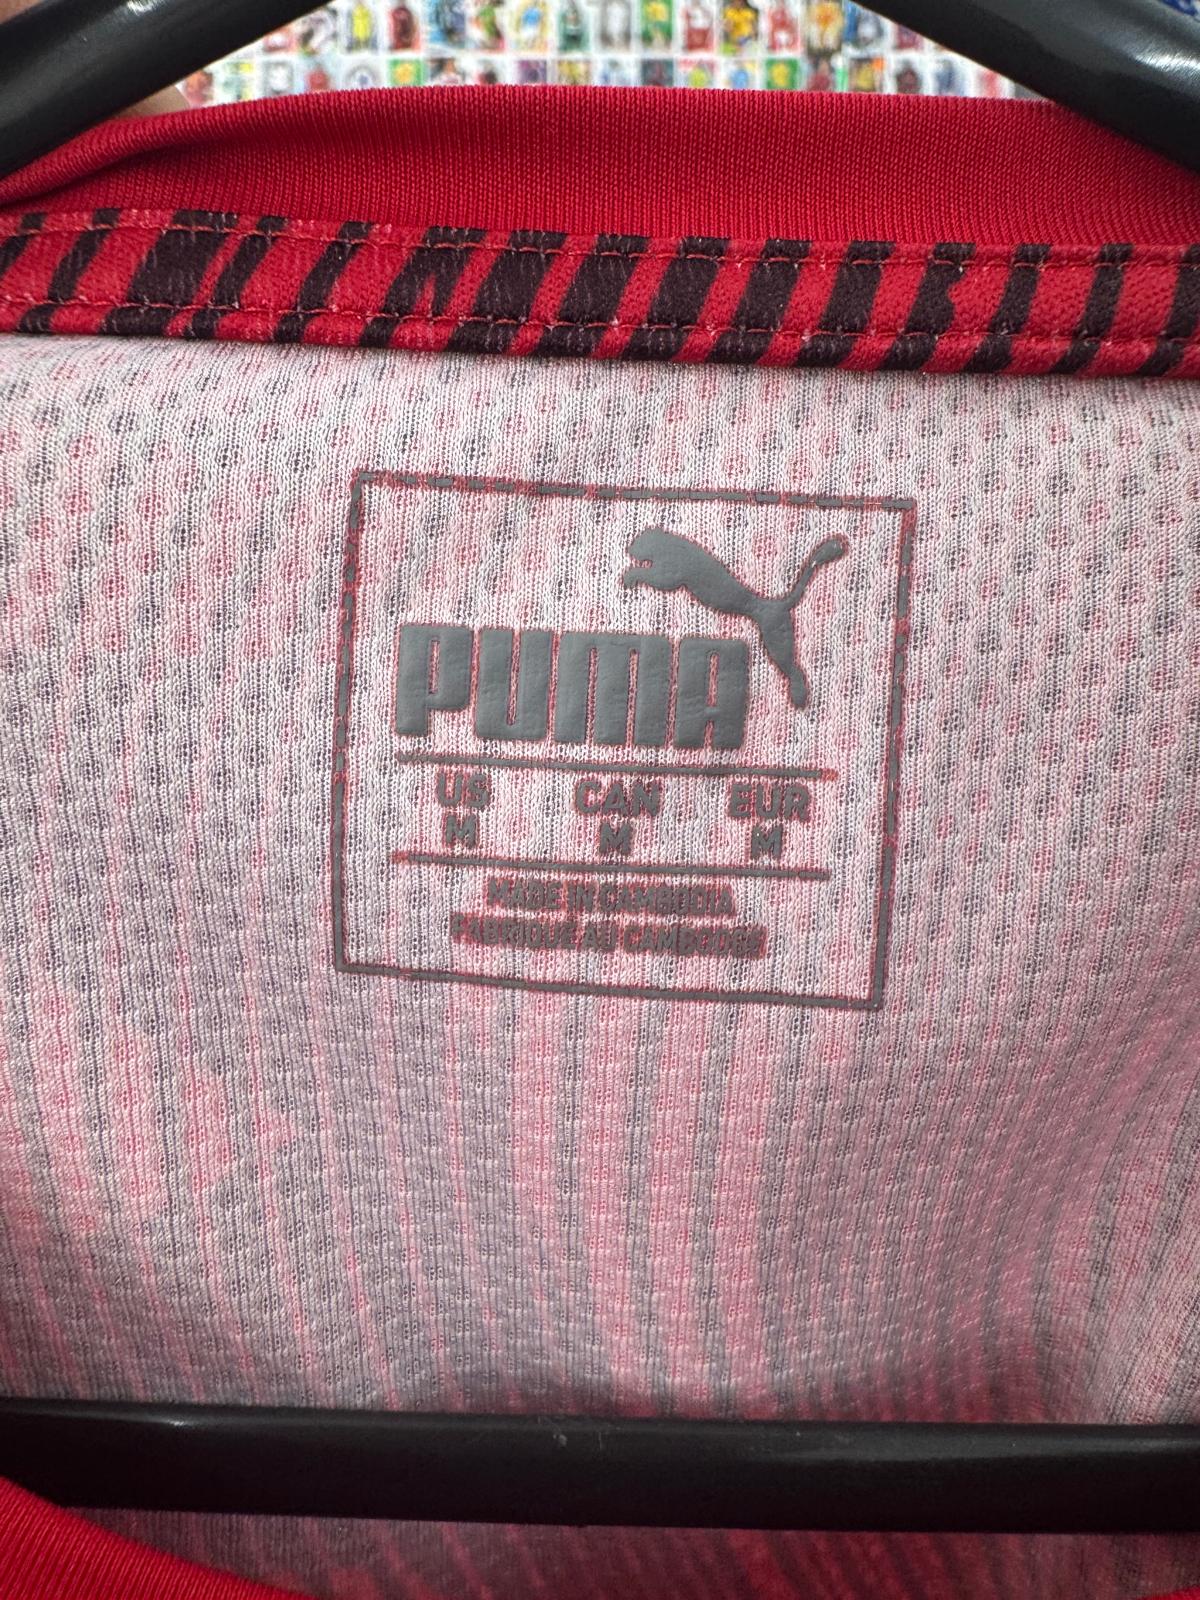 PUMA
US CAN EUR
M M M
MADE IN CAMBODIA
FABRIQUE AU CAMBODGE